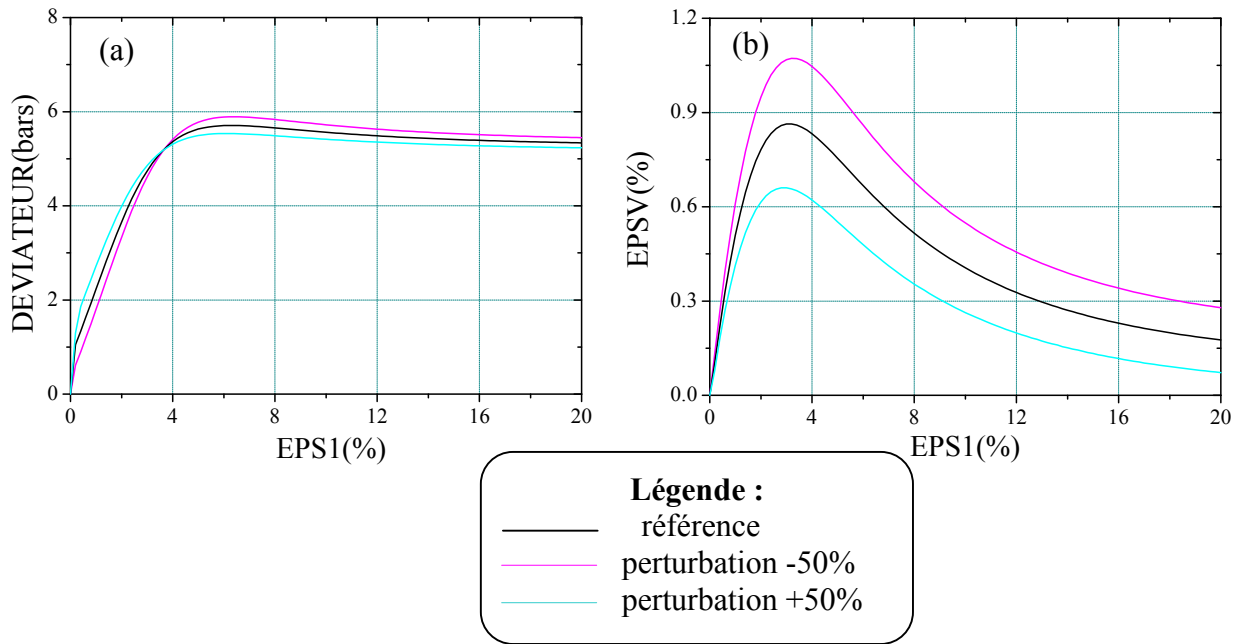 (a)
DEVIATEUR(bars)
8
6
4
2
0
0 4 8 12 16 20
EPS1(%)
(b)
EPSV(%)
1.2
0.9
0.6
0.3
0.0
0 4 8 12 16 20
EPS1(%)
Légende :
référence
perturbation -50%
perturbation +50%